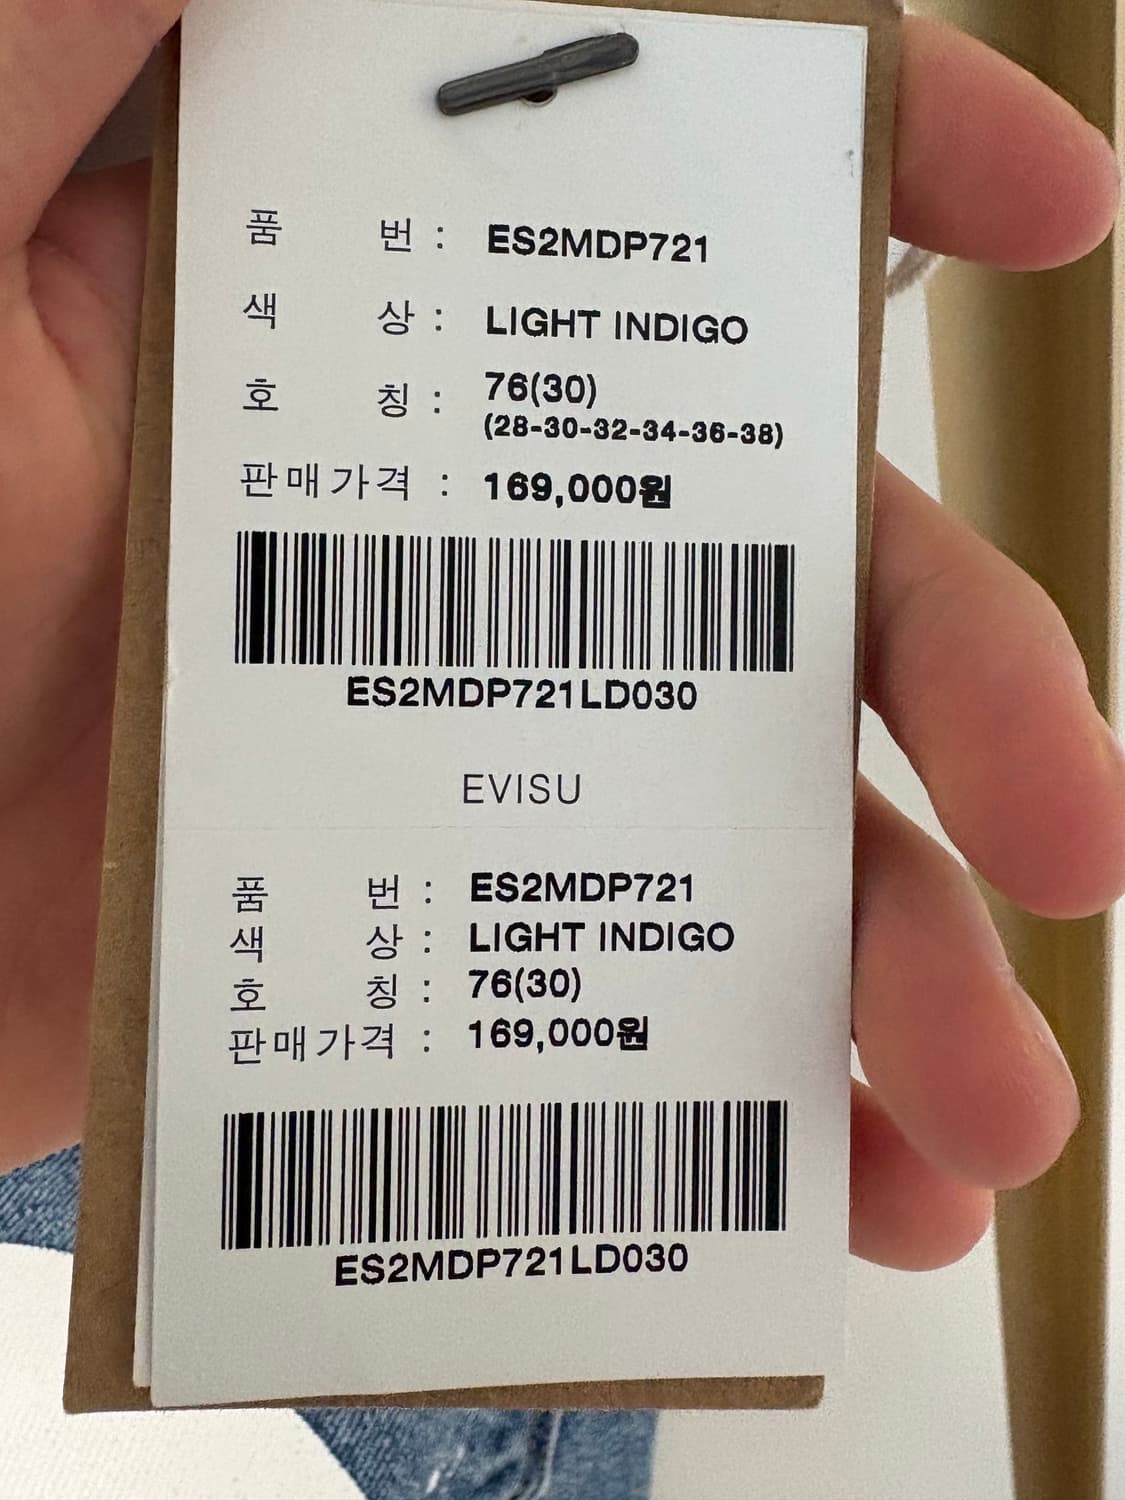 품 번 : ES2MDP721
색 상 : LIGHT INDIGO
호 칭 : 76(30)
(28-30-32-34-36-38)
판매가격 : 169,000원
ES2MDP721LD030
EVISU
품 번 : ES2MDP721
색 상 : LIGHT INDIGO
호 칭 : 76(30)
판매가격 : 169,000원
ES2MDP721LD030